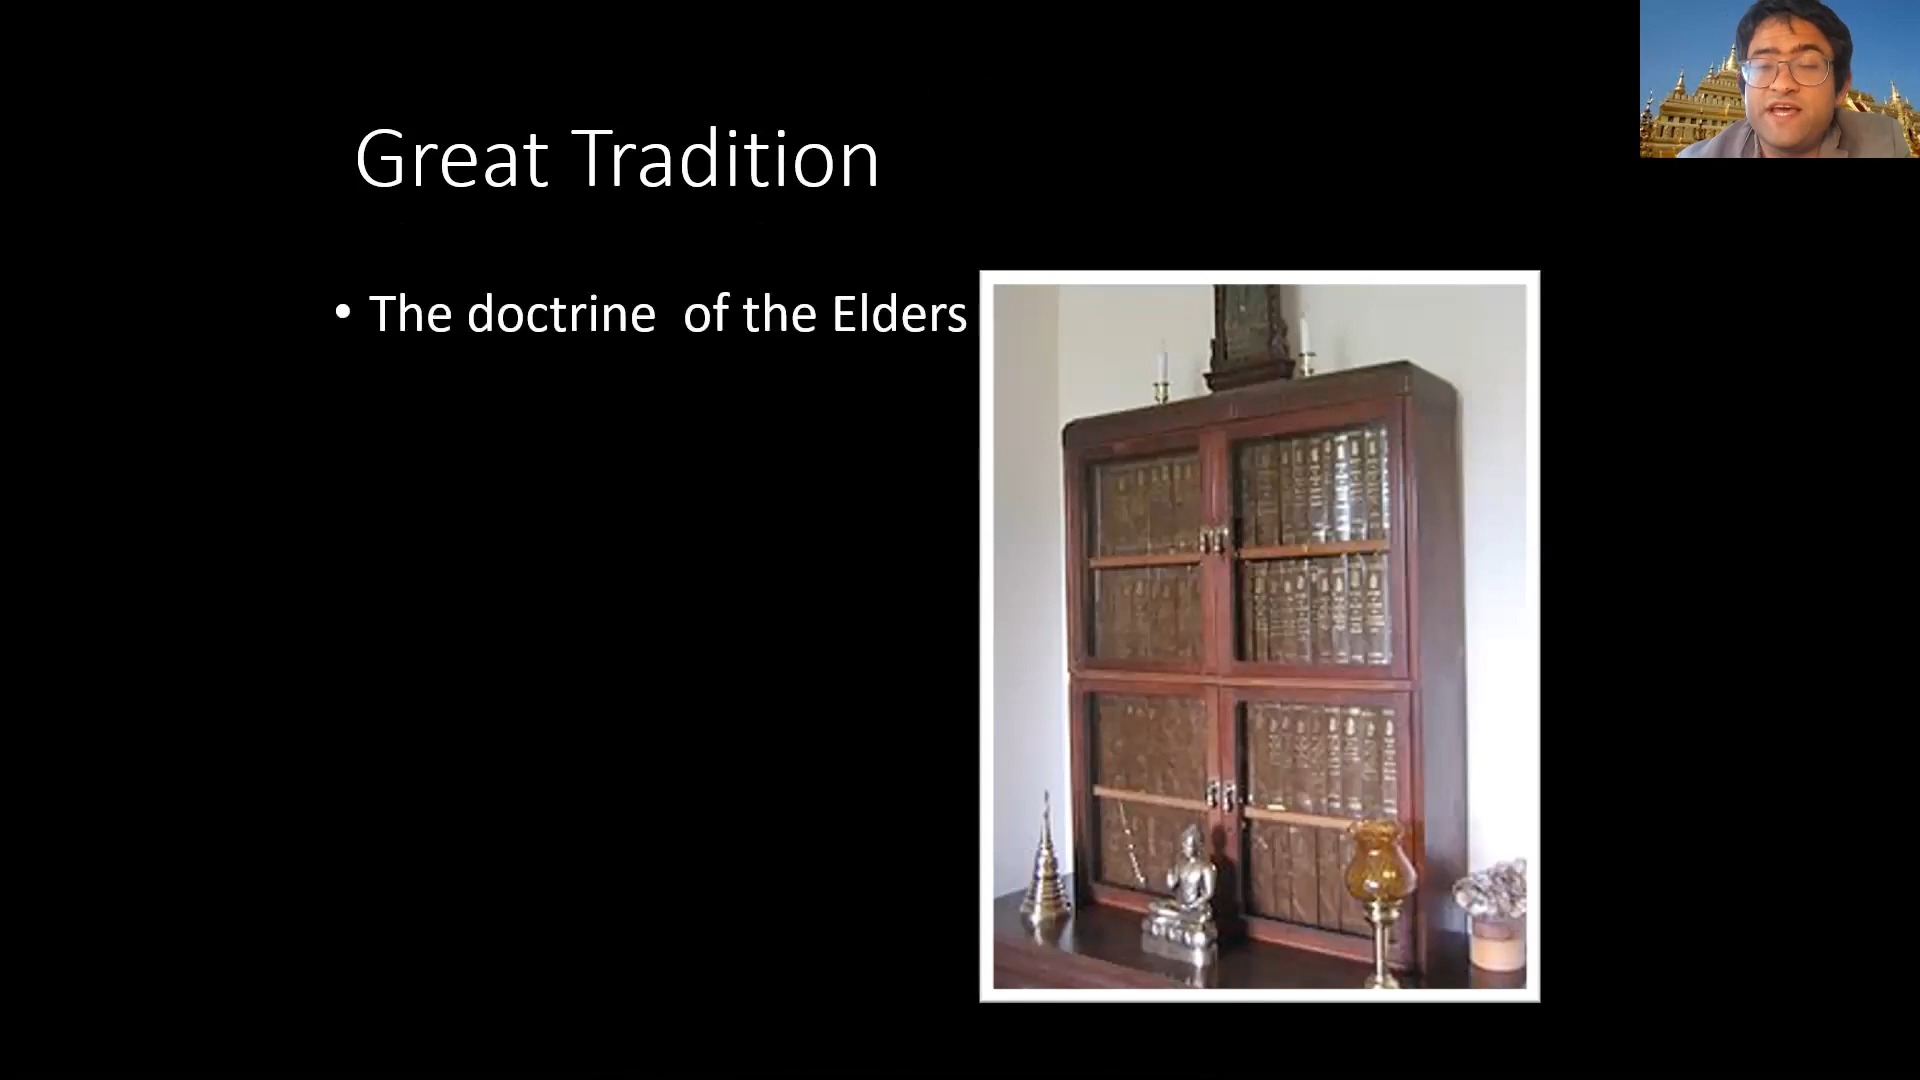 Great Tradition
• The doctrine  of the Elders